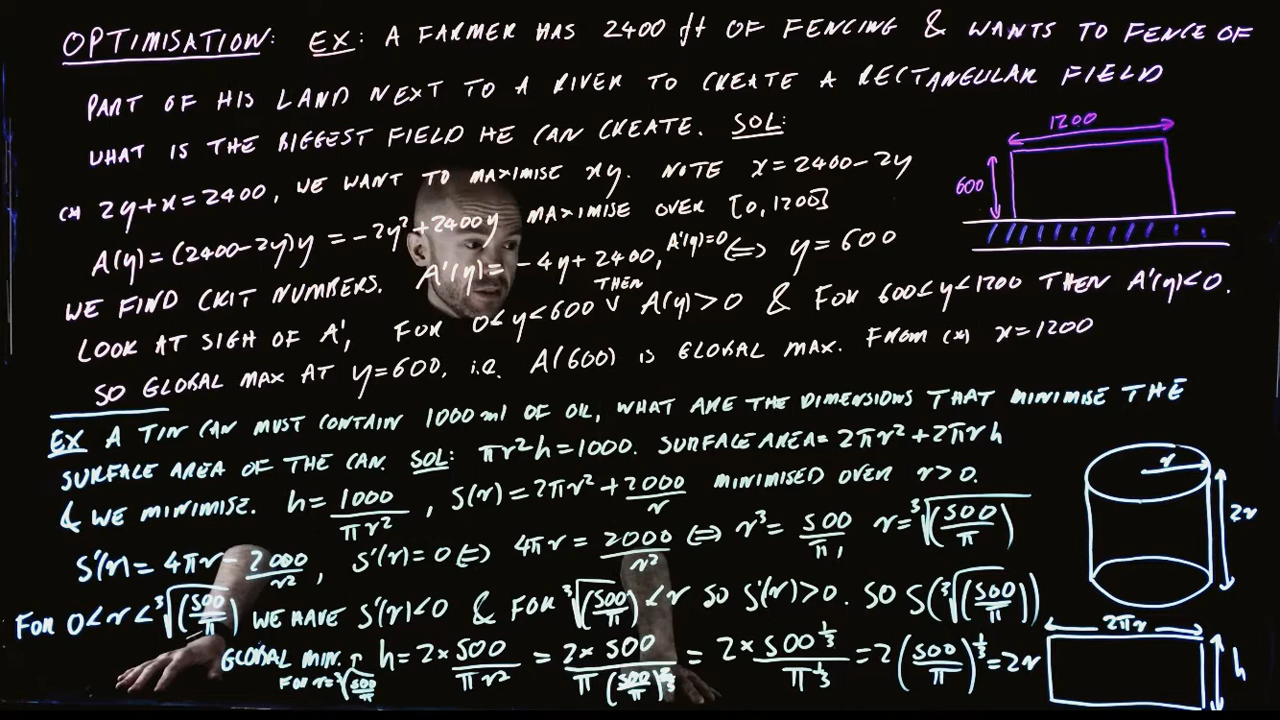 OPTIMISATION: EX: A FARMER HAS 2400 ft OF FENCING & WANTS TO FENCE OF
PART OF HIS LAND NEXT TO A RIVER TO CREATE A RECTANGULAR FIELD
WHAT IS THE BIGGEST FIELD HE CAN CREATE. SOL:
(*) 2y+x=2400, WE WANT TO MAXIMISE xy. NOTE x=2400-2y
A(y)=(2400-2y)y=-2y²+2400y MAXIMISE OVER [0,1200]
WE FIND CRIT NUMBERS. A'(y)=-4y+2400, A'(y)=0 ⇔ y=600
LOOK AT SIGN OF A', FOR 0<y<600 THEN A(y)>0 & FOR 600<y<1200 THEN A'(y)<0.
SO GLOBAL MAX AT y=600, i.e. A(600) IS GLOBAL MAX. FROM (*) x=1200
1200
600
EX A TIN CAN MUST CONTAIN 1000ml OF OIL, WHAT ARE THE DIMENSIONS THAT MINIMISE THE
SURFACE AREA OF THE CAN. SOL: πr²h=1000. SURFACE AREA=2πr²+2πrh
& WE MINIMISE. h=1000/πr², S(r)=2πr²+2000/r MINIMISED OVER r>0.
S'(r)=4πr-2000/r², S'(r)=0⇔ 4πr=2000/r² ⇔ r³=500/π, r=³√(500/π)
FOR 0<r<³√(500/π) WE HAVE S'(r)<0 & FOR ³√(500/π)<r SO S'(r)>0. SO S(³√(500/π))
GLOBAL MIN. ↑ h=2×500/πr²=2×500/π(500/π)^⅔=2×500^⅓/π^⅓=2(500/π)^⅓=2r
FOR r=³√(500/π)
r
2r
2πr
h